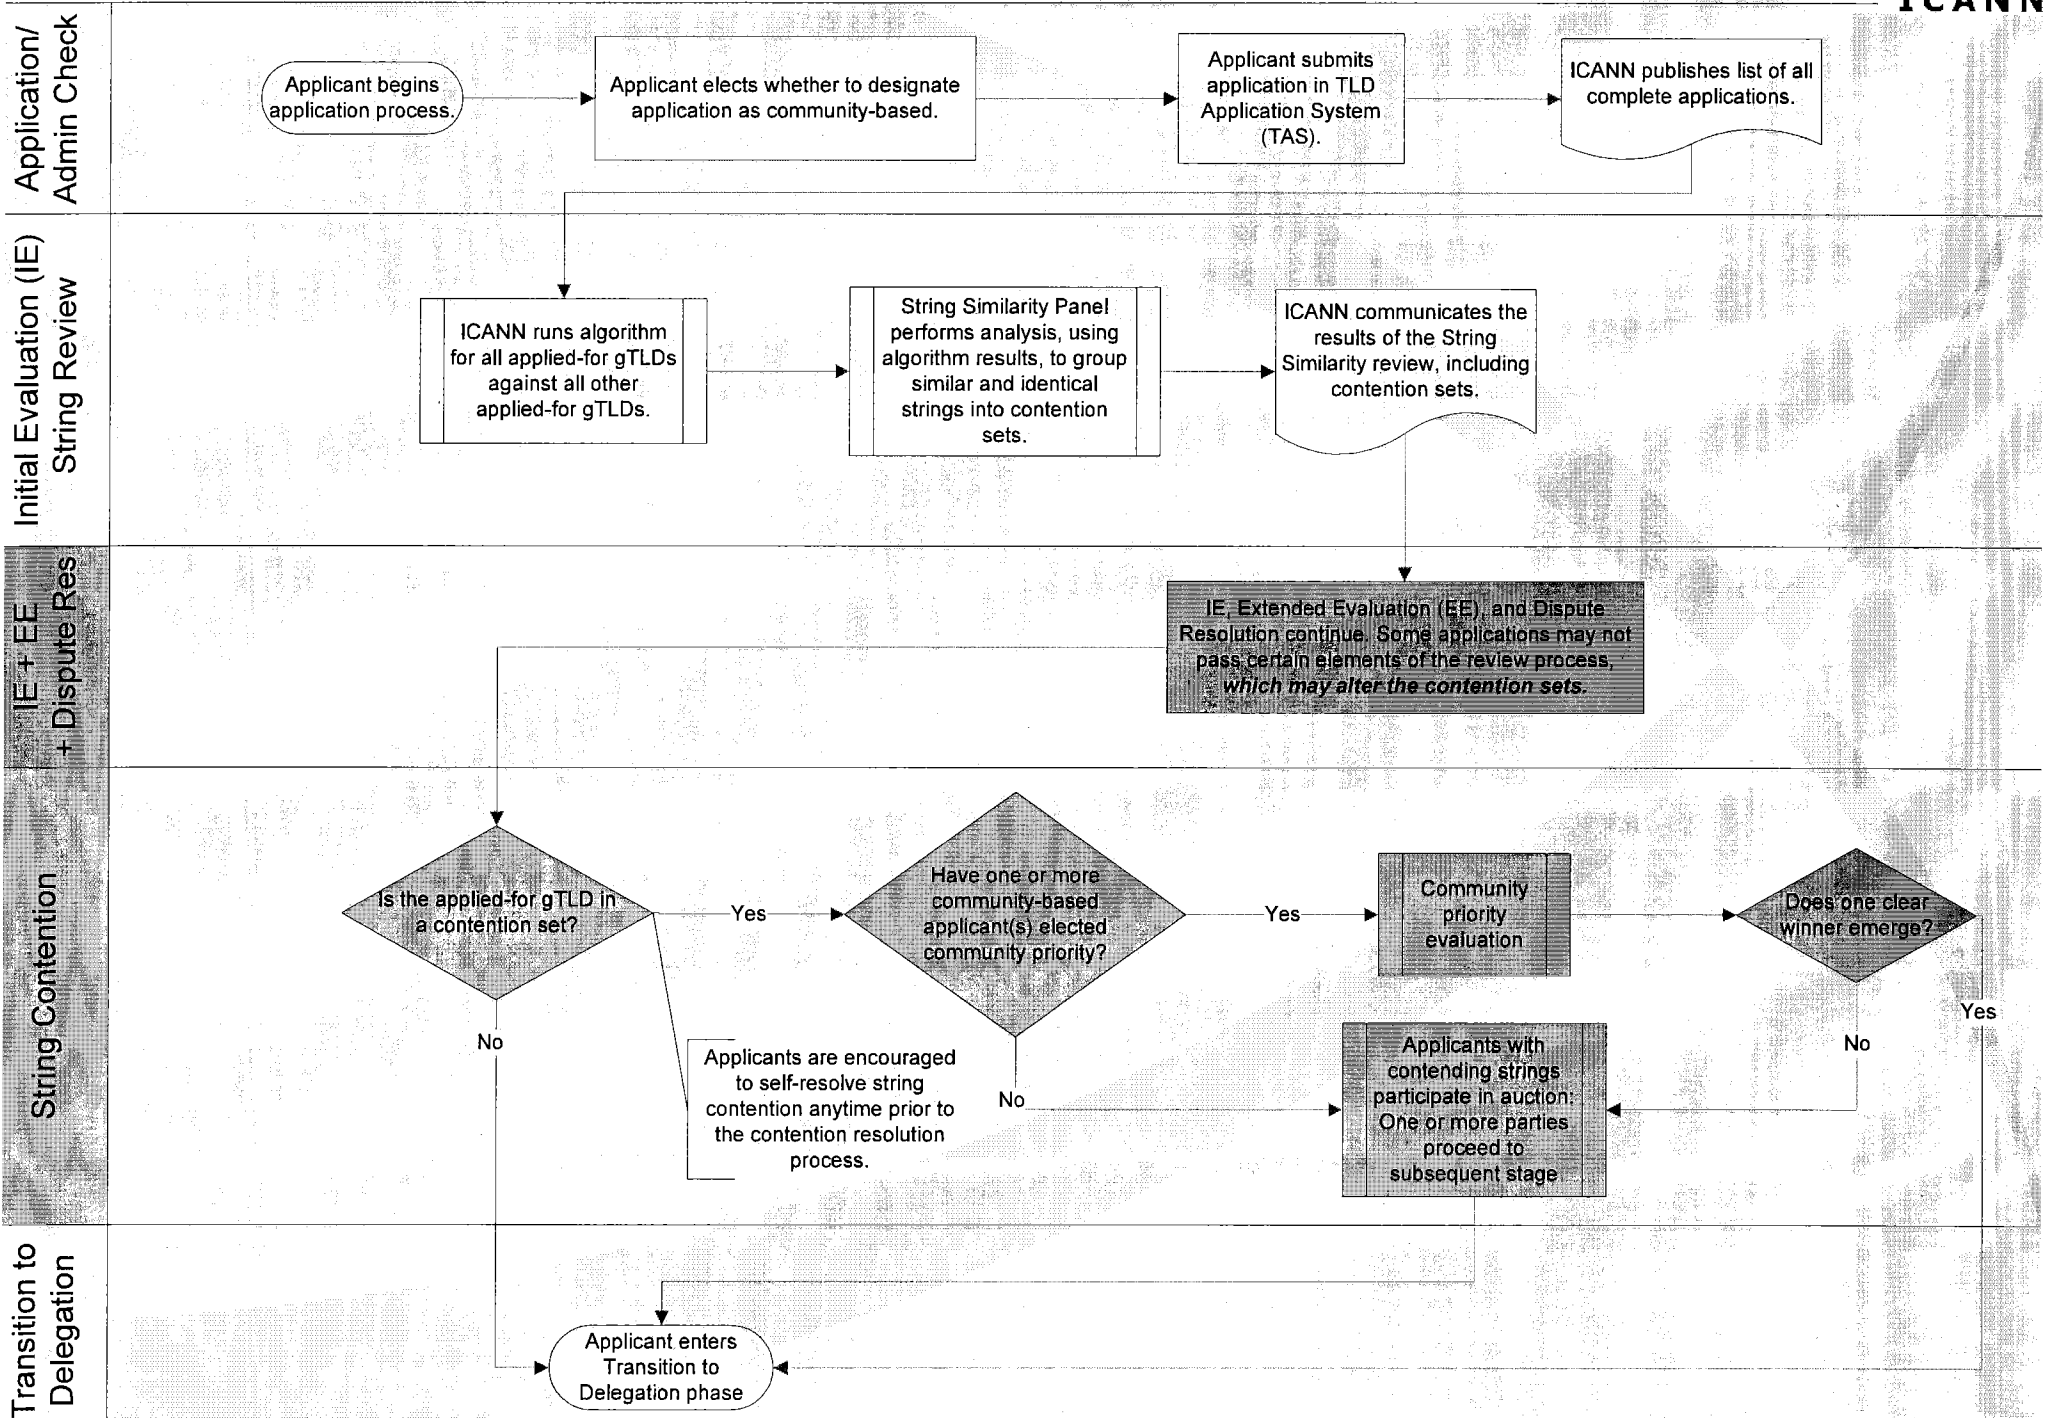 ICANN
Application/
Admin Check
Applicant begins
application process.
Applicant elects whether to designate
application as community-based.
Applicant submits
application in TLD
Application System
(TAS).
ICANN publishes list of all
complete applications.
Initial Evaluation (IE)
String Review
ICANN runs algorithm
for all applied-for gTLDs
against all other
applied-for gTLDs.
String Similarity Panel
performs analysis, using
algorithm results, to group
similar and identical
strings into contention
sets.
ICANN communicates the
results of the String
Similarity review, including
contention sets.
IE + EE
+ Dispute Res
IE, Extended Evaluation (EE), and Dispute
Resolution continue. Some applications may not
pass certain elements of the review process,
which may alter the contention sets.
String Contention
Is the applied-for gTLD in
a contention set?
Yes
Have one or more
community-based
applicant(s) elected
community priority?
Yes
Community
priority
evaluation
Does one clear
winner emerge?
No
Applicants are encouraged
to self-resolve string
contention anytime prior to
the contention resolution
process.
No
Applicants with
contending strings
participate in auction:
One or more parties
proceed to
subsequent stage
No
Yes
Transition to
Delegation
Applicant enters
Transition to
Delegation phase